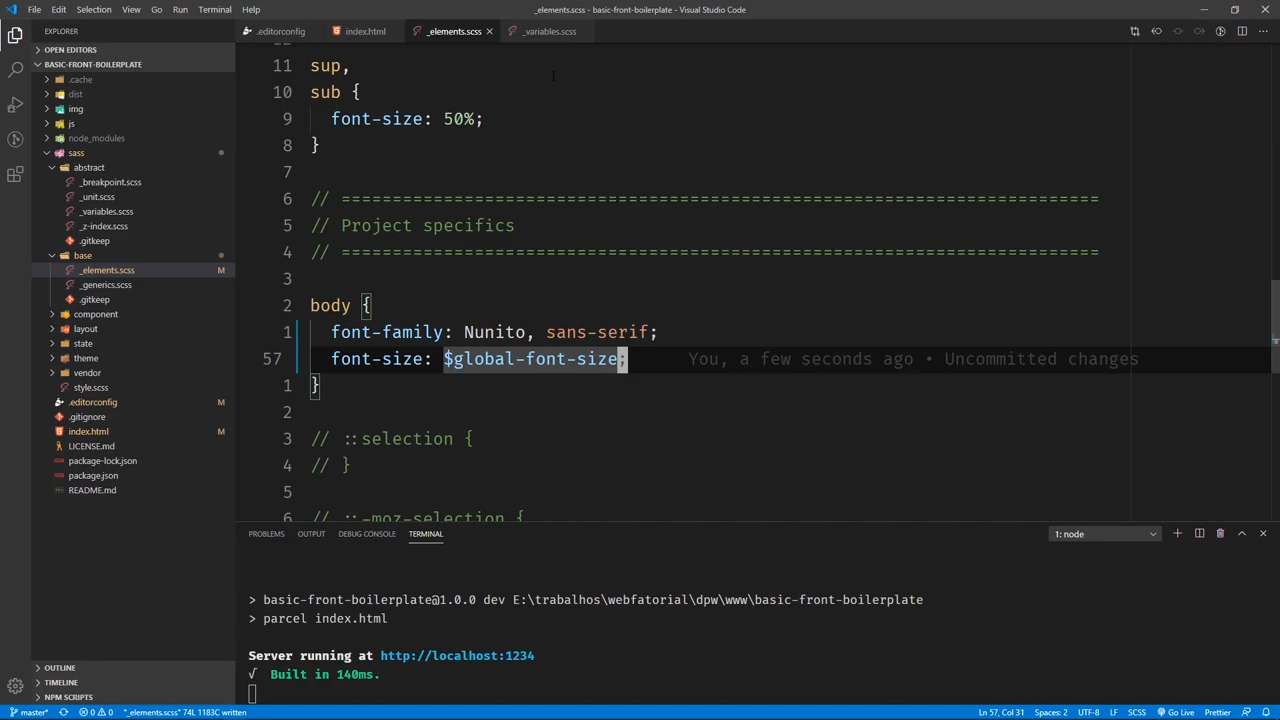 File Edit Selection View Go Run Terminal Help
_elements.scss - basic-front-boilerplate - Visual Studio Code
EXPLORER
OPEN EDITORS
BASIC-FRONT-BOILERPLATE
.cache
dist
img
js
node_modules
sass
abstract
_breakpoint.scss
_unit.scss
_variables.scss
_z-index.scss
.gitkeep
base
_elements.scss M
_generics.scss
.gitkeep
component
layout
state
theme
vendor
style.scss
.editorconfig M
.gitignore
index.html M
LICENSE.md
package-lock.json
package.json
README.md
OUTLINE
TIMELINE
NPM SCRIPTS
.editorconfig index.html _elements.scss _variables.scss
11 sup,
10 sub {
9 font-size: 50%;
8 }
7
6 // ==========================================================================
5 // Project specifics
4 // ==========================================================================
3
2 body {
1 font-family: Nunito, sans-serif;
57 font-size: $global-font-size; You, a few seconds ago • Uncommitted changes
1 }
2
3 // ::selection {
4 // }
5
6 // ::-moz-selection {
PROBLEMS OUTPUT DEBUG CONSOLE TERMINAL 1: node
> basic-front-boilerplate@1.0.0 dev E:\trabalhos\webfatorial\dpw\www\basic-front-boilerplate
> parcel index.html
Server running at http://localhost:1234
√ Built in 140ms.
master* 0 0 "_elements.scss" 74L 1183C written Ln 57, Col 31 Spaces: 2 UTF-8 LF SCSS Go Live Prettier